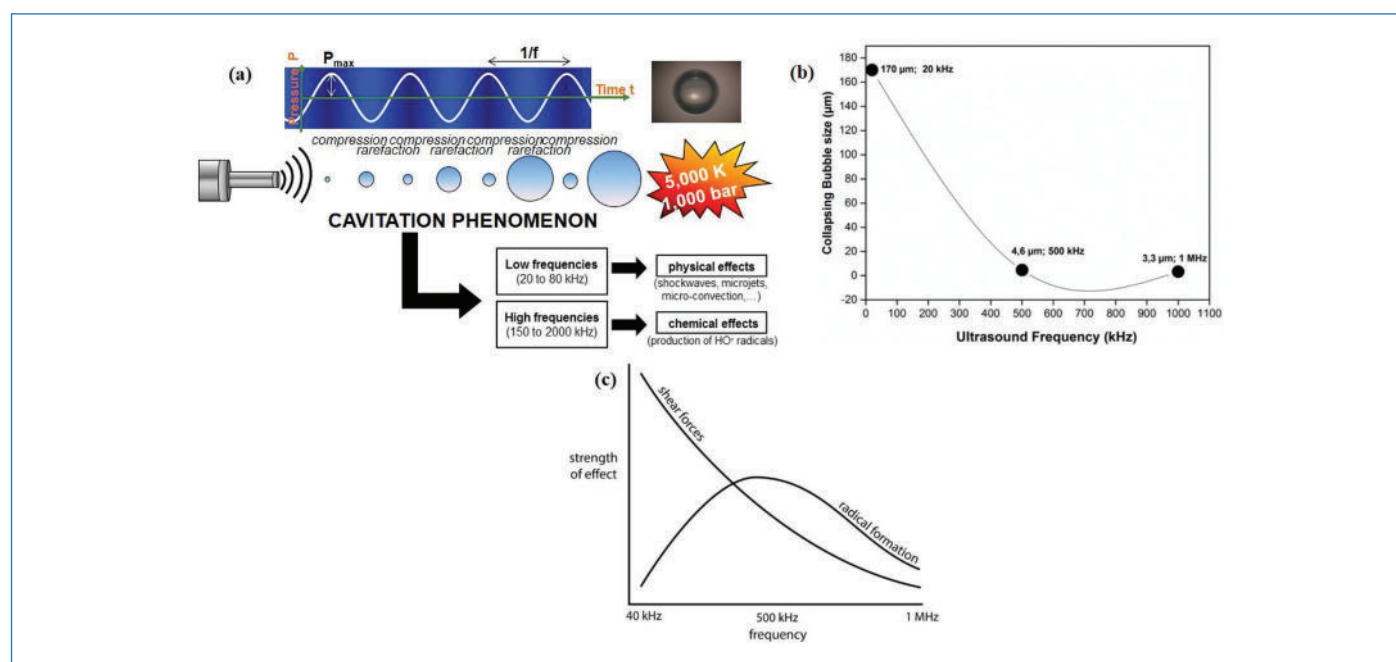 (a)
P_max
1/f
Pressure P
Time t
compression compression compression compression
rarefaction rarefaction rarefaction
5,000 K
1,000 bar
CAVITATION PHENOMENON
Low frequencies
(20 to 80 kHz)
physical effects
(shockwaves, microjets,
micro-convection,...)
High frequencies
(150 to 2000 kHz)
chemical effects
(production of HO• radicals)
(b)
Collapsing Bubble size (µm)
180
160
140
120
100
80
60
40
20
0
-20
170 µm; 20 kHz
4,6 µm; 500 kHz
3,3 µm; 1 MHz
0 100 200 300 400 500 600 700 800 900 1000 1100
Ultrasound Frequency (kHz)
(c)
shear forces
strength
of effect
radical formation
40 kHz 500 kHz 1 MHz
frequency